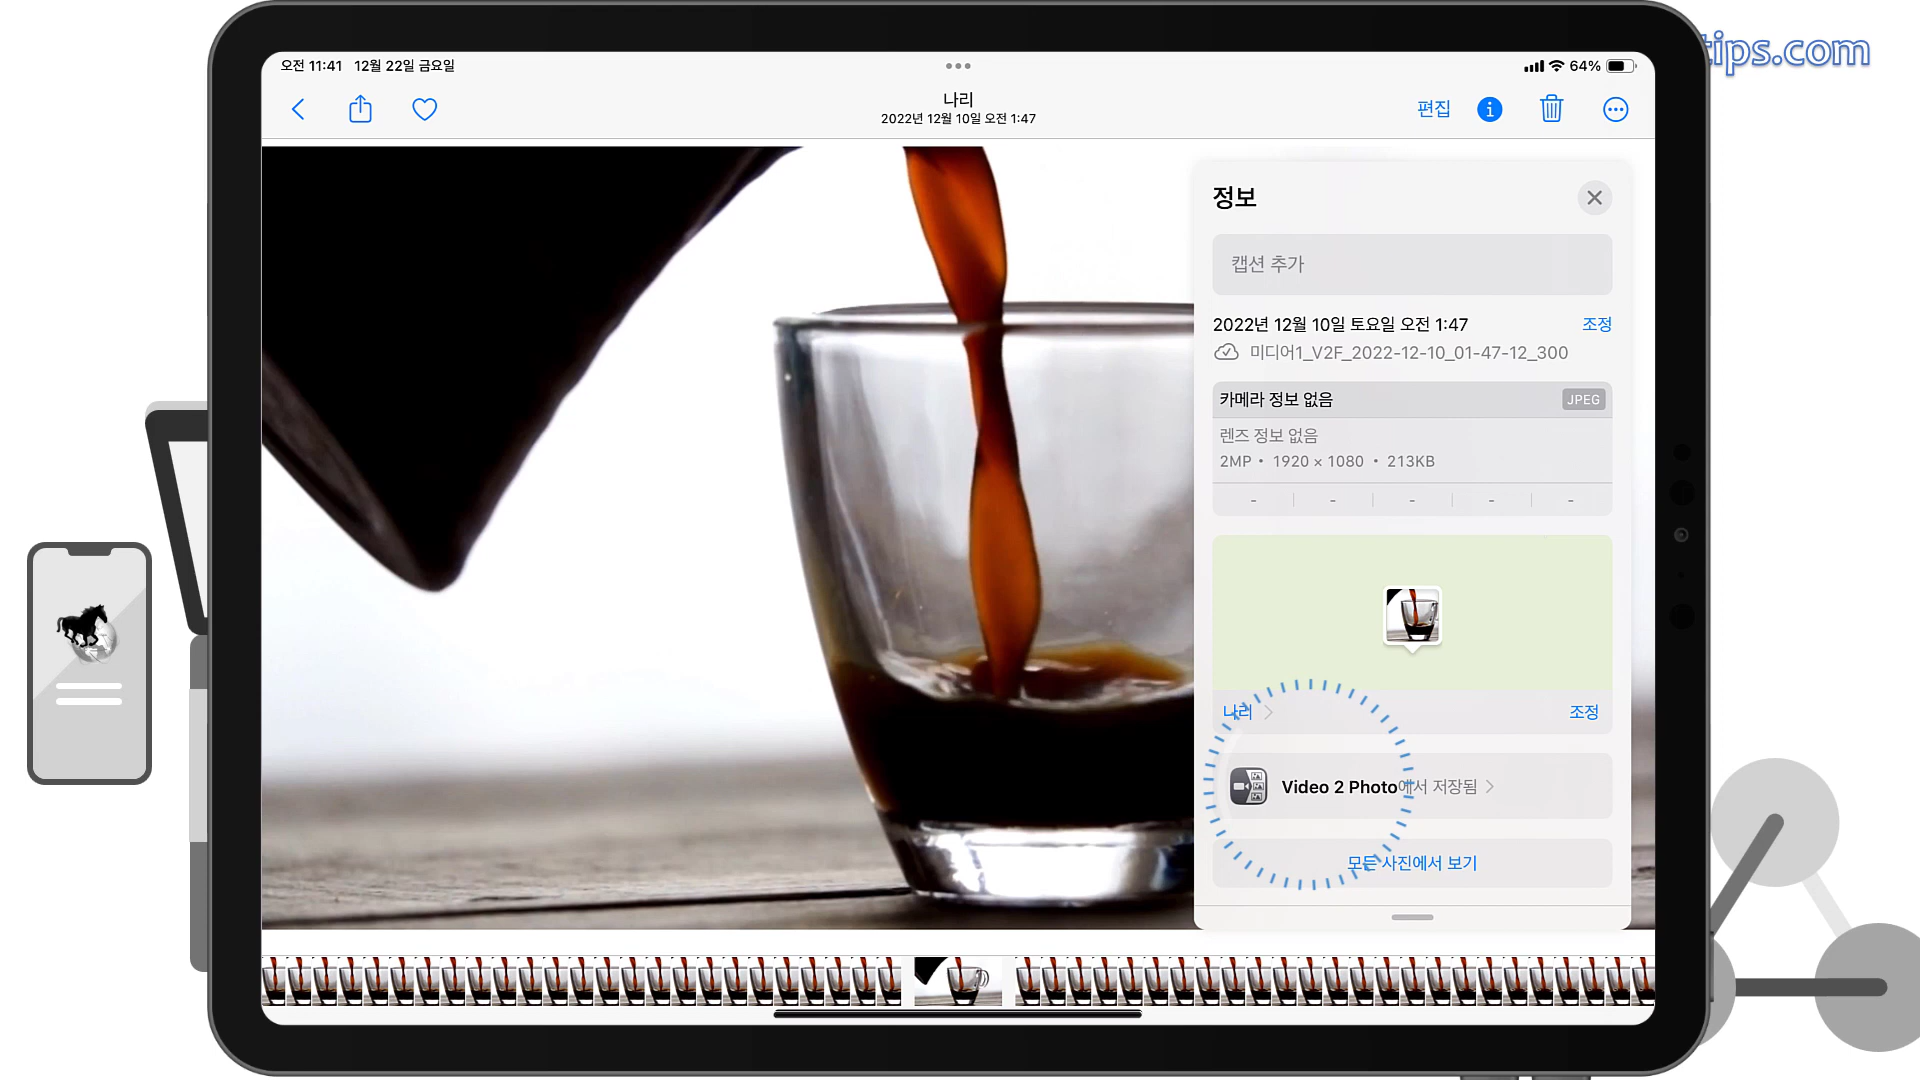 tips.com
오전 11:41 12월 22일 금요일
64%
나리
2022년 12월 10일 오전 1:47
편집
정보
캡션 추가
2022년 12월 10일 토요일 오전 1:47
조정
미디어1_V2F_2022-12-10_01-47-12_300
카메라 정보 없음
JPEG
렌즈 정보 없음
2MP • 1920 × 1080 • 213KB
- - - - -
나리
조정
Video 2 Photo에서 저장됨
모든 사진에서 보기